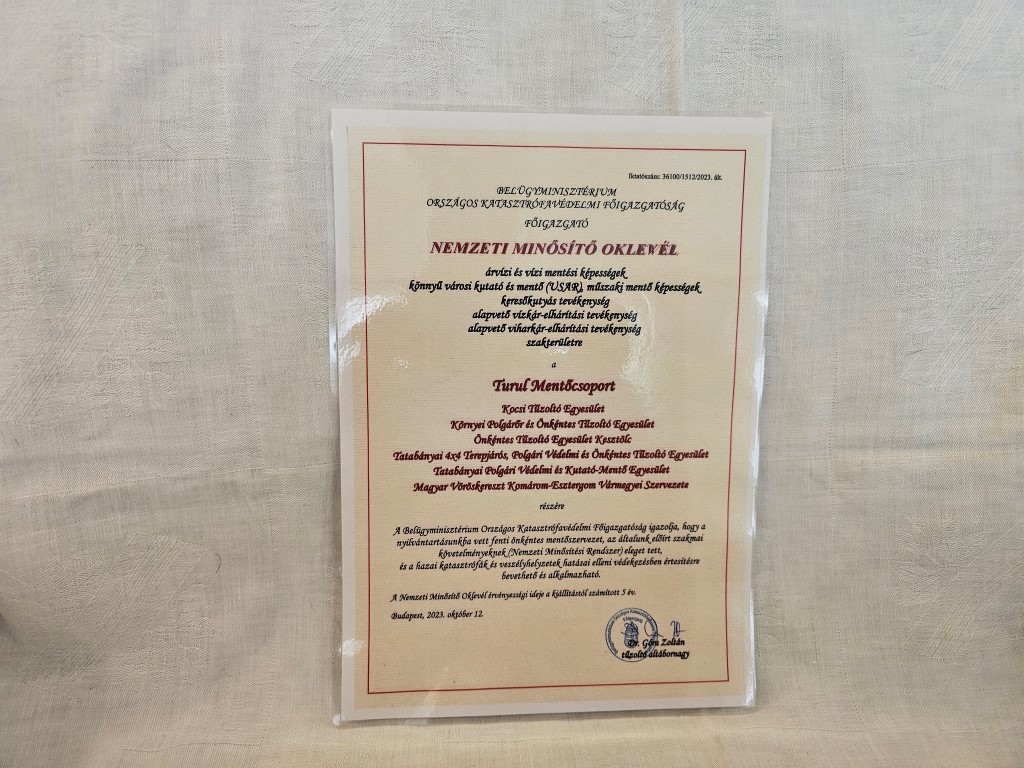 Iktatószám: 36100/1512/2023. ált.
BELÜGYMINISZTÉRIUM
ORSZÁGOS KATASZTRÓFAVÉDELMI FŐIGAZGATÓSÁG
FŐIGAZGATÓ
NEMZETI MINŐSÍTŐ OKLEVÉL
árvízi és vízi mentési képességek
könnyű városi kutató és mentő (USAR), műszaki mentő képességek
keresőkutyás tevékenység
alapvető vízkár-elhárítási tevékenység
alapvető viharkár-elhárítási tevékenység
szakterületre
a
Turul Mentőcsoport
Kocsi Tűzoltó Egyesület
Környei Polgárőr és Önkéntes Tűzoltó Egyesület
Önkéntes Tűzoltó Egyesület Kesztölc
Tatabányai 4x4 Terepjárós, Polgári Védelmi és Önkéntes Tűzoltó Egyesület
Tatabányai Polgári Védelmi és Kutató-Mentő Egyesület
Magyar Vöröskereszt Komárom-Esztergom Vármegyei Szervezete
részére
A Belügyminisztérium Országos Katasztrófavédelmi Főigazgatóság igazolja, hogy a
nyilvántartásunkba vett fenti önkéntes mentőszervezet, az általunk előírt szakmai
követelményeknek (Nemzeti Minősítési Rendszer) eleget tett,
és a hazai katasztrófák és veszélyhelyzetek hatásai elleni védekezésben értesítésre
bevethető és alkalmazható.
A Nemzeti Minősítő Oklevél érvényességi ideje a kiállítástól számított 5 év.
Budapest, 2023. október 12.
Dr. Góra Zoltán
tűzoltó altábornagy